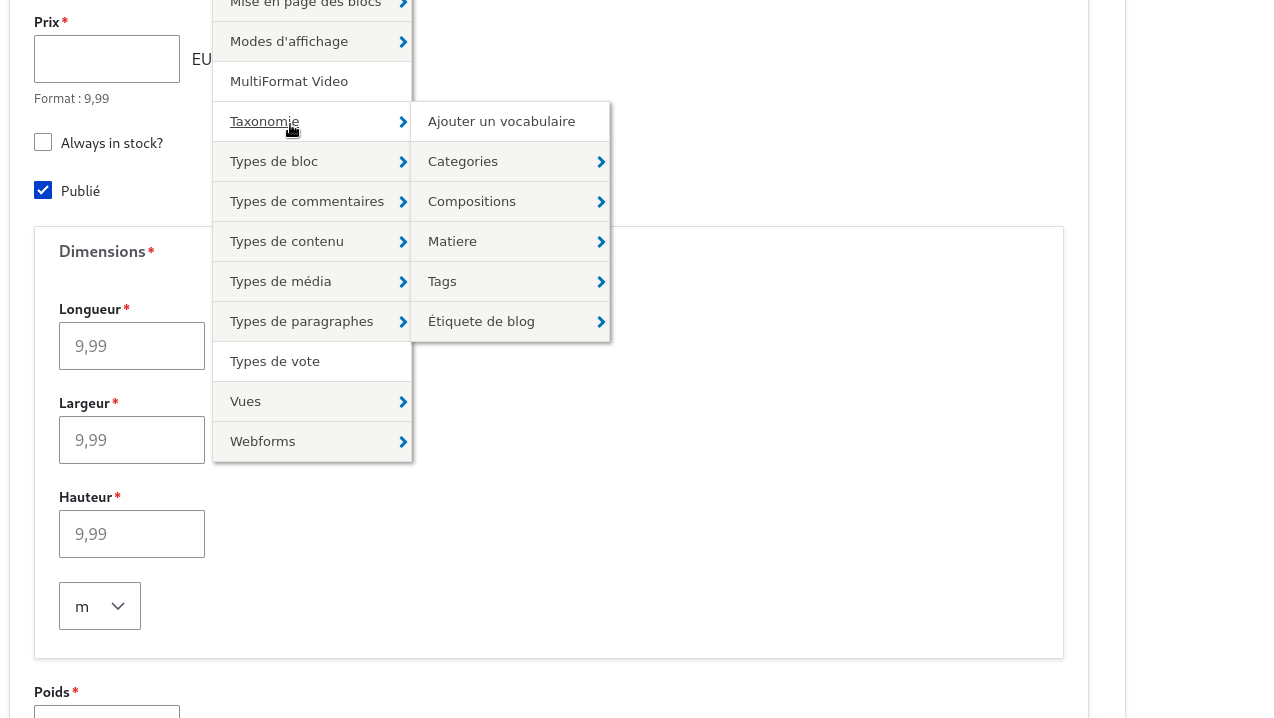 Mise en page des blocs
Prix*
Modes d'affichage
EU
MultiFormat Video
Format : 9,99
Taxonomie
Ajouter un vocabulaire
Always in stock?
Types de bloc
Categories
Publié
Types de commentaires
Compositions
Types de contenu
Matiere
Dimensions*
Types de média
Tags
Longueur*
Types de paragraphes
Étiquete de blog
9,99
Types de vote
Largeur*
Vues
9,99
Webforms
Hauteur*
9,99
m
Poids*